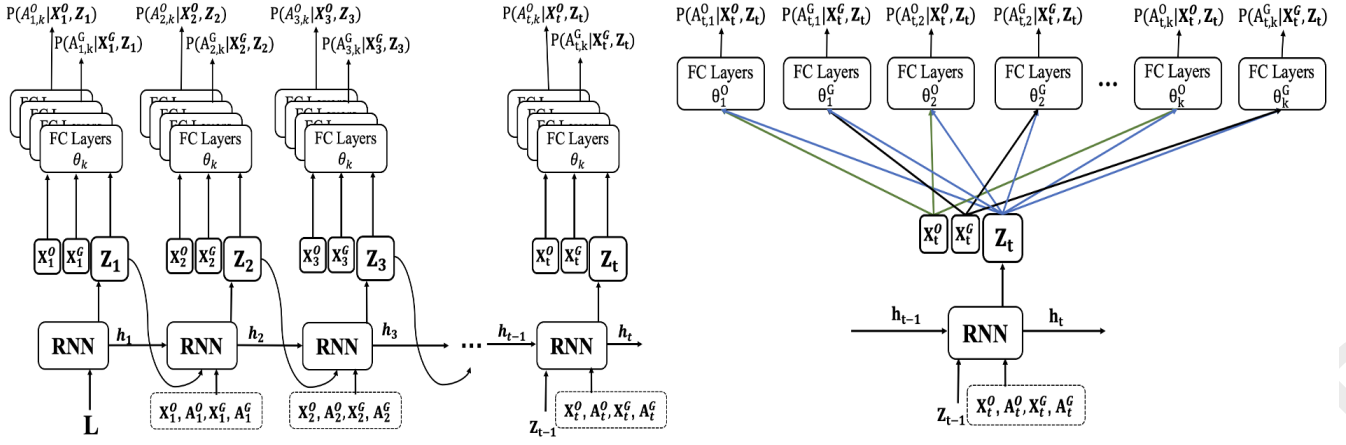 P(A^O_{1,k}|X^O_1, Z_1) P(A^O_{2,k}|X^O_2, Z_2) P(A^O_{3,k}|X^O_3, Z_3) P(A^O_{t,k}|X^O_t, Z_t)
P(A^G_{1,k}|X^G_1, Z_1) P(A^G_{2,k}|X^G_2, Z_2) P(A^G_{3,k}|X^G_3, Z_3) P(A^G_{t,k}|X^G_t, Z_t)
FC Layers FC Layers FC Layers FC Layers
θ_k θ_k θ_k θ_k
X^O_1 X^G_1 Z_1 X^O_2 X^G_2 Z_2 X^O_3 X^G_3 Z_3 X^O_t X^G_t Z_t
RNN h_1 RNN h_2 RNN h_3 ... h_{t-1} RNN h_t
L X^O_1, A^O_1, X^G_1, A^G_1 X^O_2, A^O_2, X^G_2, A^G_2 Z_{t-1} X^O_t, A^O_t, X^G_t, A^G_t
P(A^O_{t,1}|X^O_t, Z_t) P(A^G_{t,1}|X^G_t, Z_t) P(A^O_{t,2}|X^O_t, Z_t) P(A^G_{t,2}|X^G_t, Z_t) P(A^O_{t,k}|X^O_t, Z_t) P(A^G_{t,k}|X^G_t, Z_t)
FC Layers FC Layers FC Layers FC Layers ... FC Layers FC Layers
θ^O_1 θ^G_1 θ^O_2 θ^G_2 θ^O_k θ^G_k
X^O_t X^G_t Z_t
h_{t-1} RNN h_t
Z_{t-1} X^O_t, A^O_t, X^G_t, A^G_t